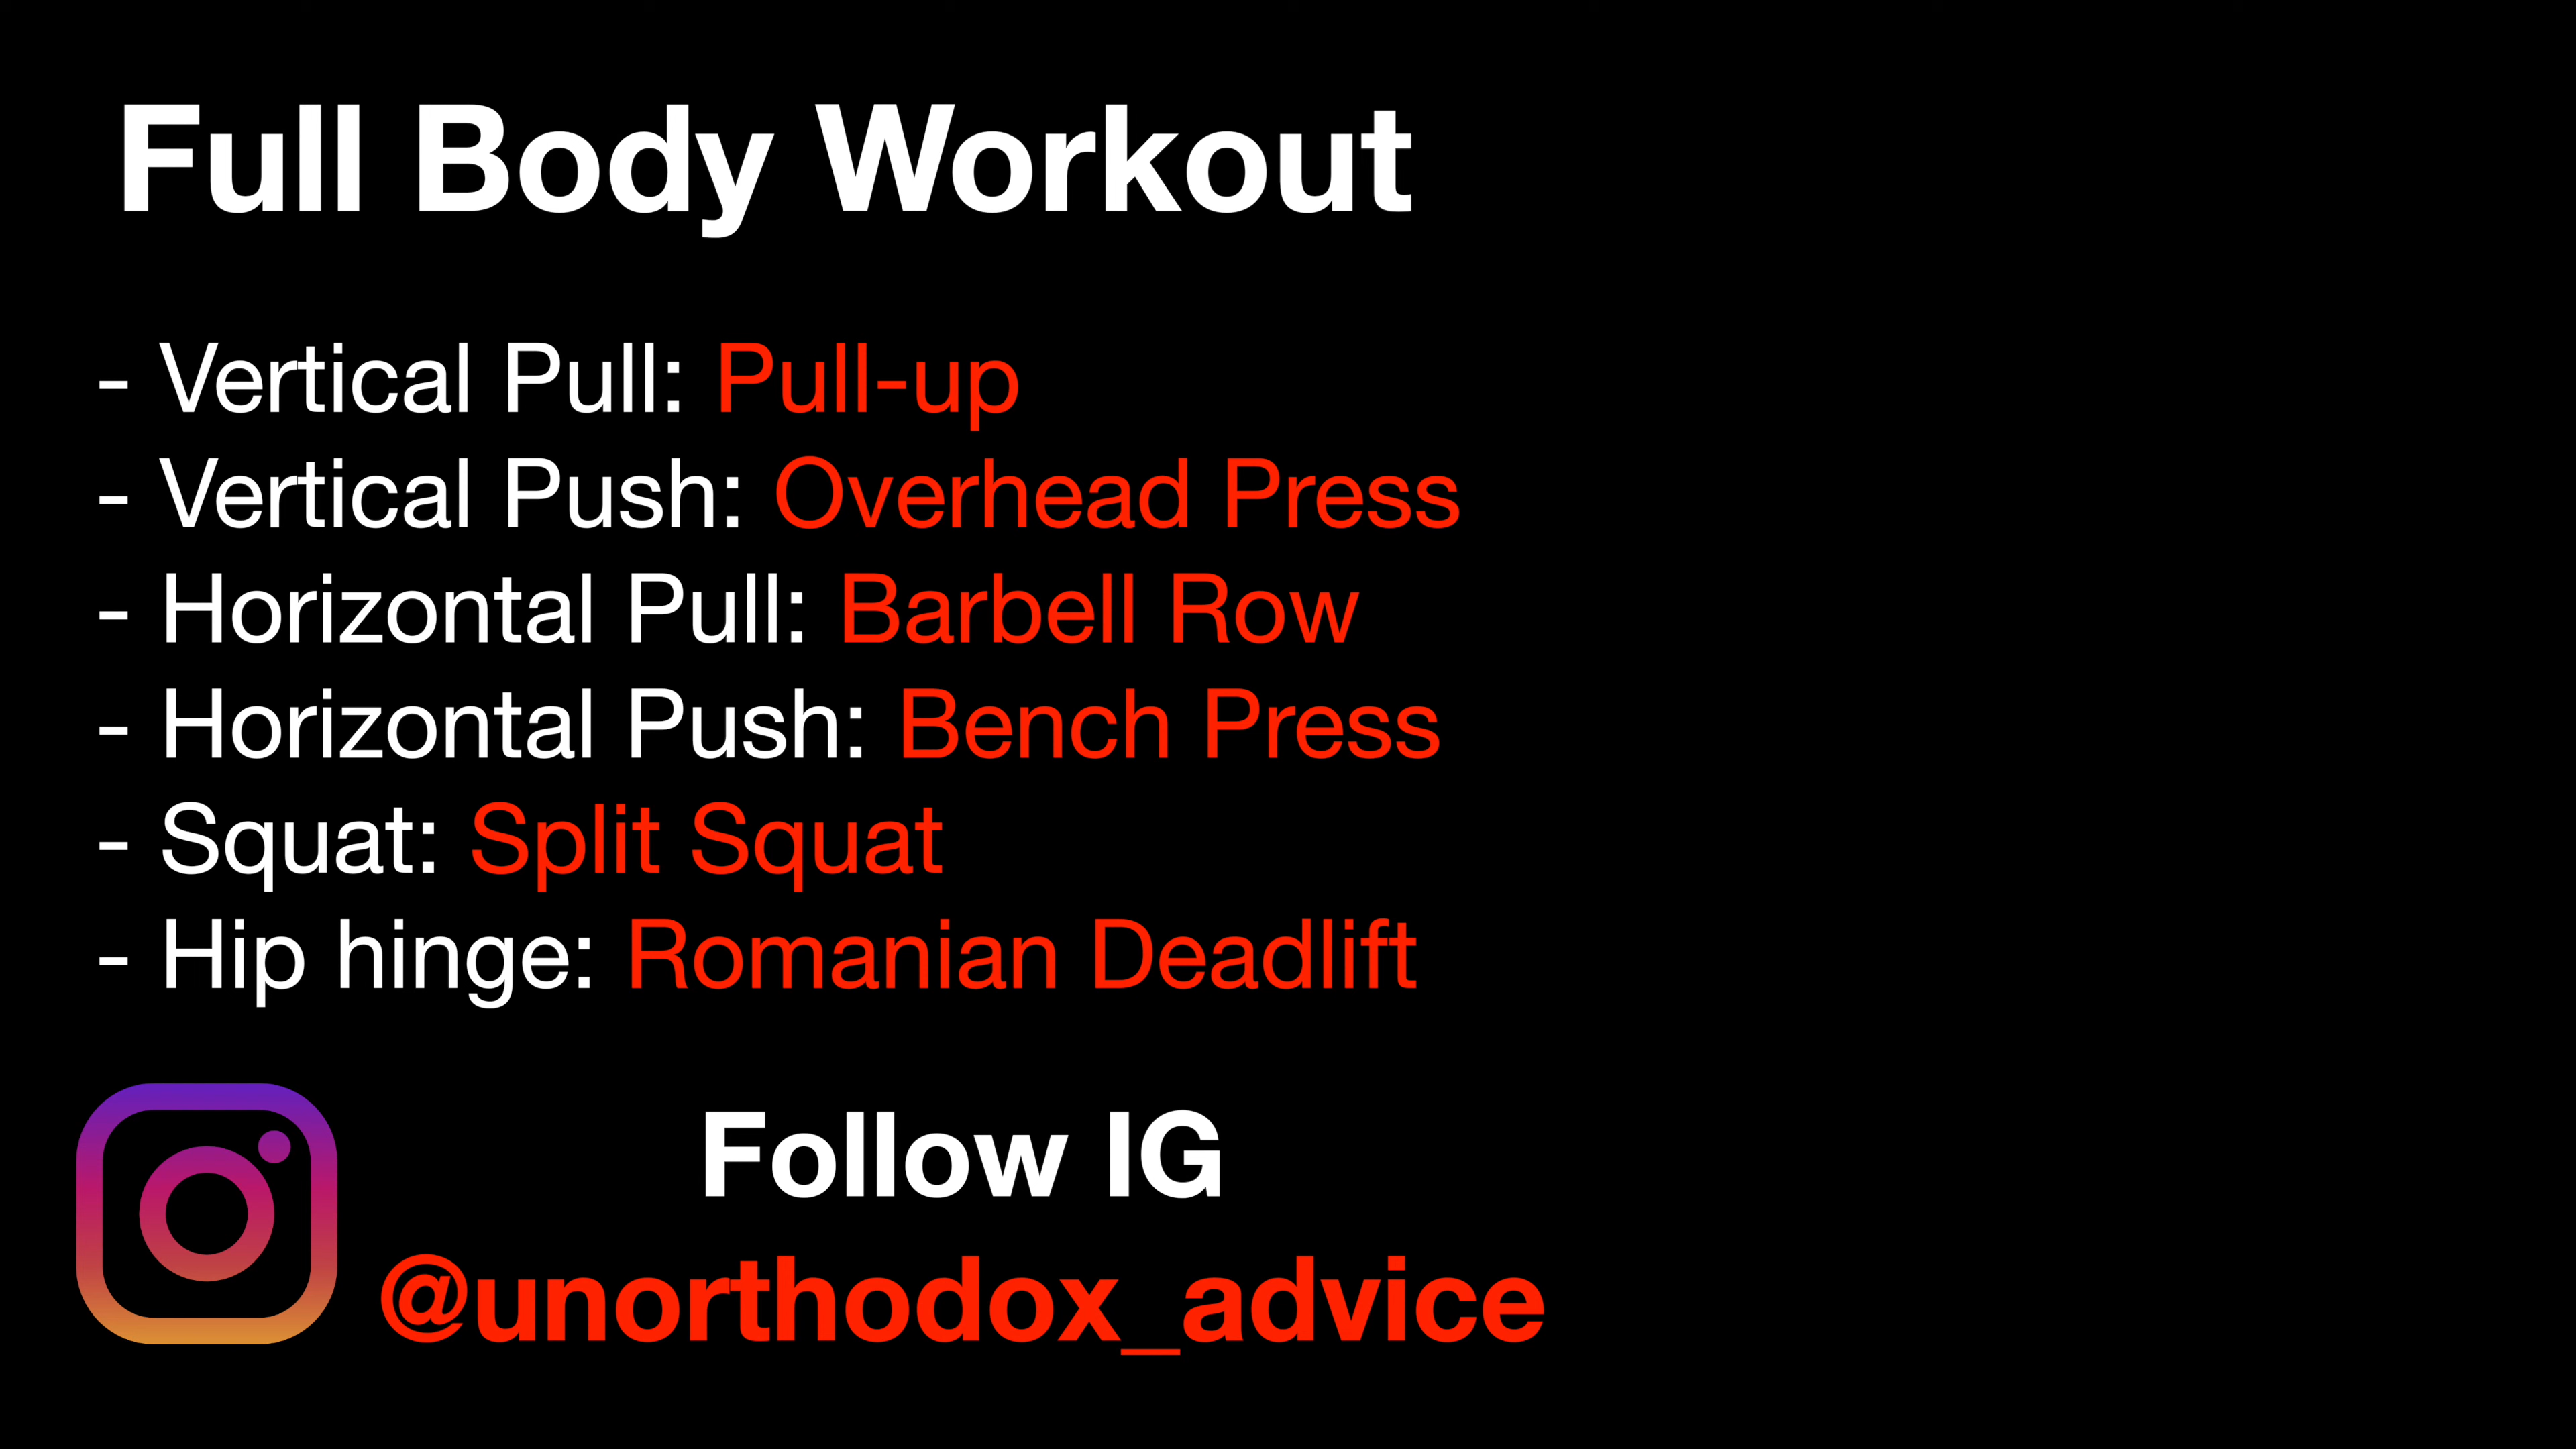 Full Body Workout
- Vertical Pull: Pull-up
- Vertical Push: Overhead Press
- Horizontal Pull: Barbell Row
- Horizontal Push: Bench Press
- Squat: Split Squat
- Hip hinge: Romanian Deadlift
Follow IG
@unorthodox_advice